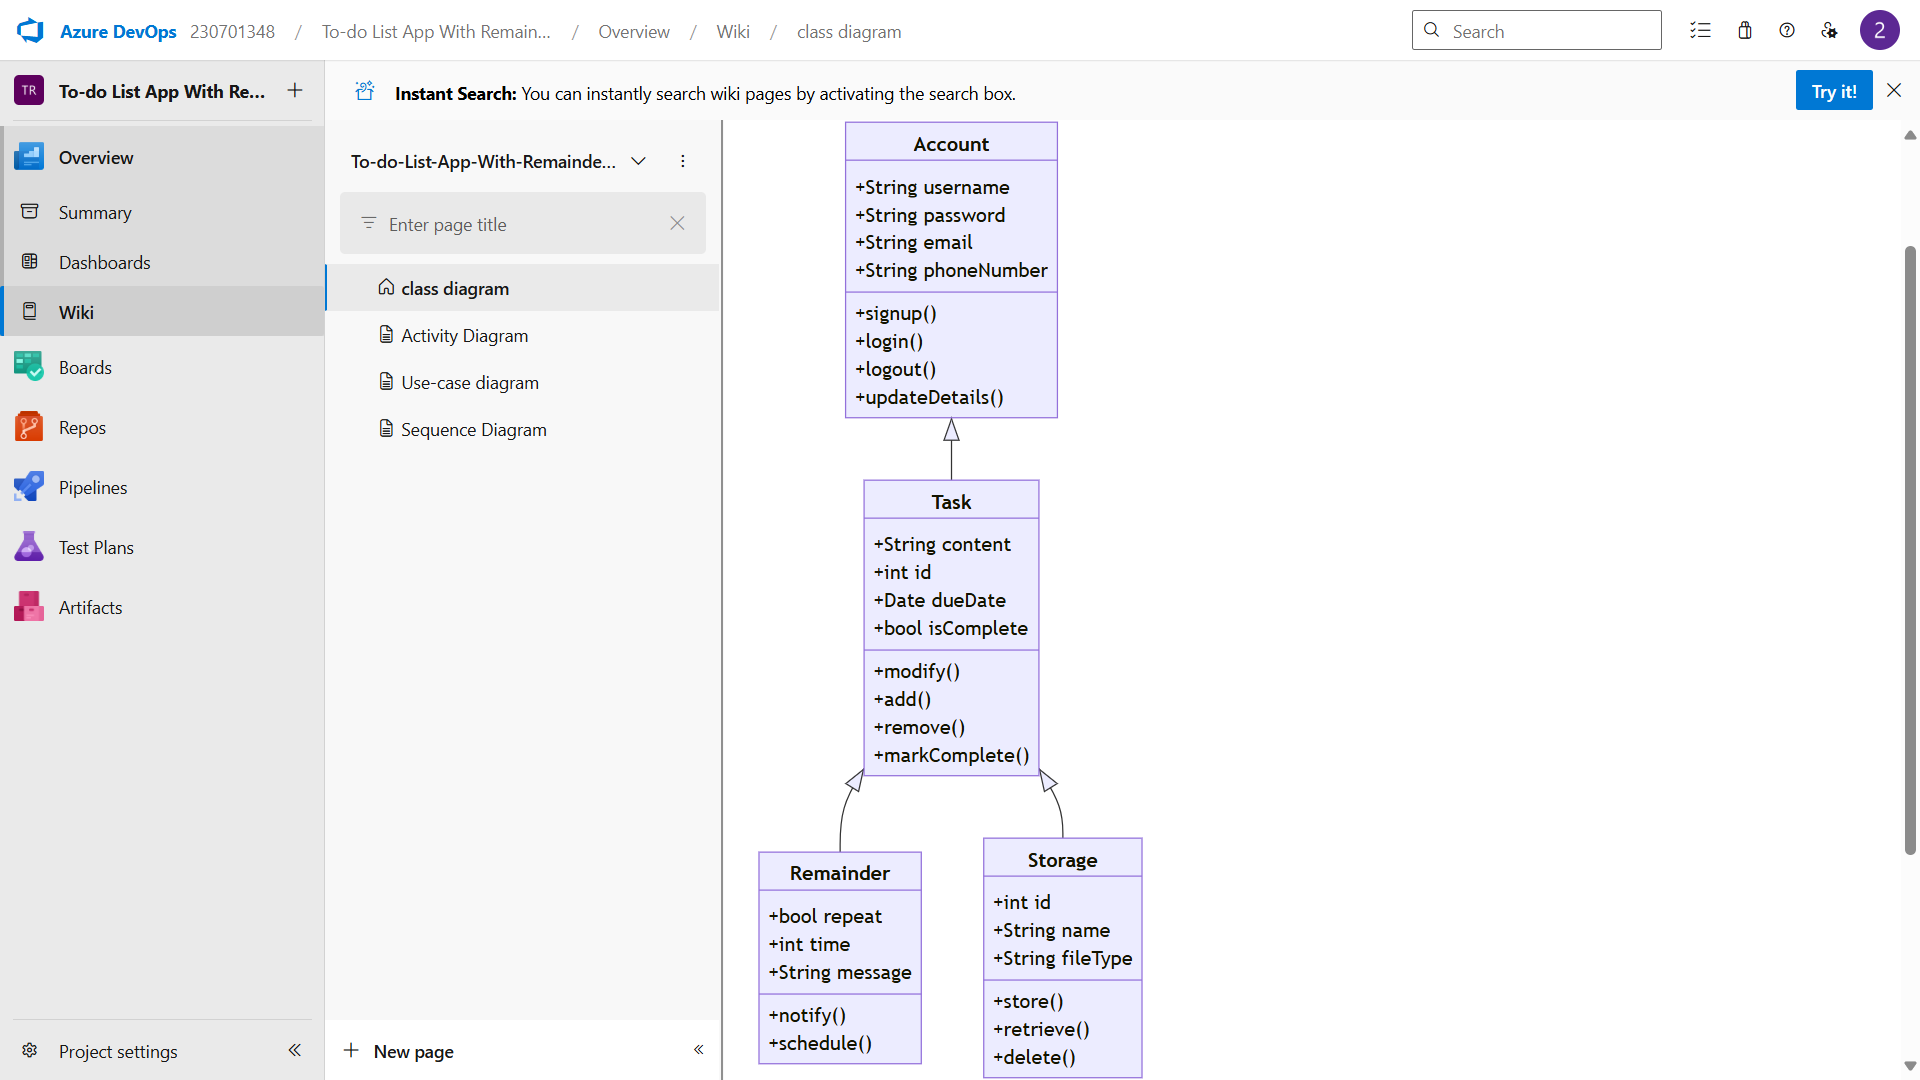 Azure DevOps 230701348 / To-do List App With Remain... / Overview / Wiki / class diagram
Search
2
TR To-do List App With Re...
Overview
Summary
Dashboards
Wiki
Boards
Repos
Pipelines
Test Plans
Artifacts
Project settings
Instant Search: You can instantly search wiki pages by activating the search box.
Try it!
To-do-List-App-With-Remainde...
Enter page title
class diagram
Activity Diagram
Use-case diagram
Sequence Diagram
New page
Account
+String username
+String password
+String email
+String phoneNumber
+signup()
+login()
+logout()
+updateDetails()
Task
+String content
+int id
+Date dueDate
+bool isComplete
+modify()
+add()
+remove()
+markComplete()
Remainder
+bool repeat
+int time
+String message
+notify()
+schedule()
Storage
+int id
+String name
+String fileType
+store()
+retrieve()
+delete()